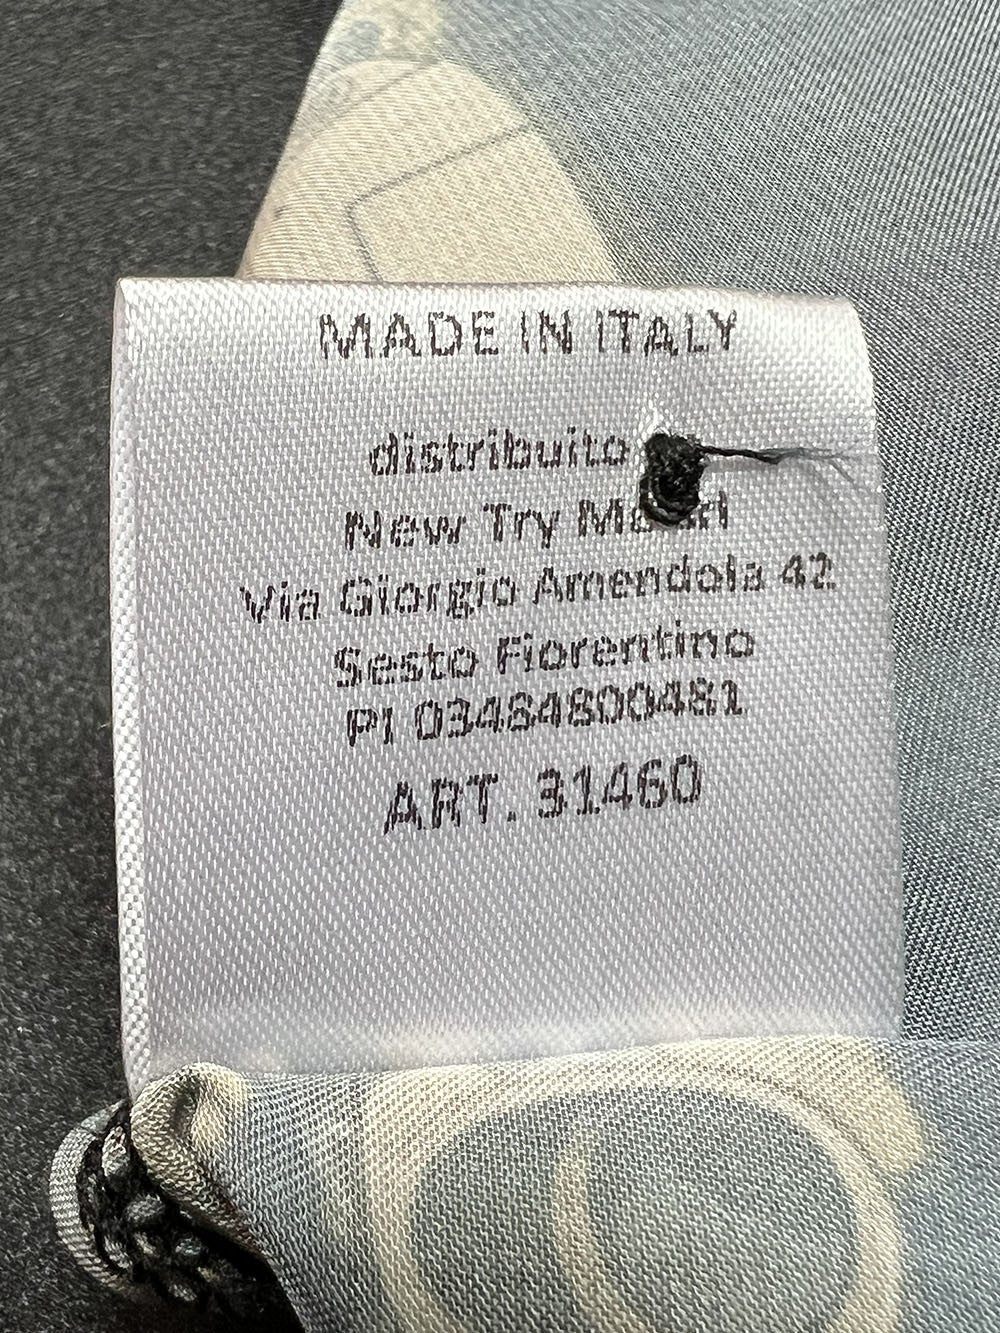 MADE IN ITALY
distribuito
New Try
Via Giorgio Amendola 42
Sesto Fiorentino
PI 03484800481
ART. 31460